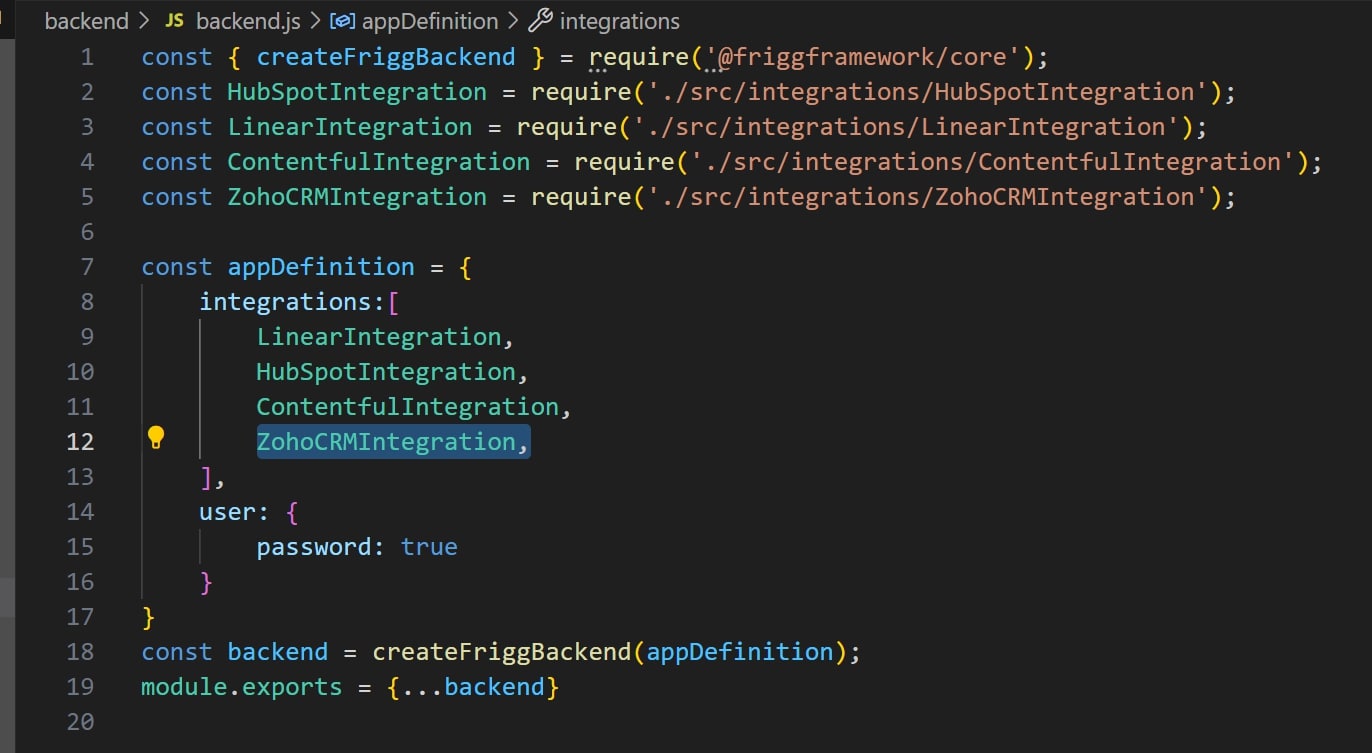 backend > JS backend.js > appDefinition > integrations
1 const { createFriggBackend } = require('@friggframework/core');
2 const HubSpotIntegration = require('./src/integrations/HubSpotIntegration');
3 const LinearIntegration = require('./src/integrations/LinearIntegration');
4 const ContentfulIntegration = require('./src/integrations/ContentfulIntegration');
5 const ZohoCRMIntegration = require('./src/integrations/ZohoCRMIntegration');
6
7 const appDefinition = {
8     integrations:[
9         LinearIntegration,
10         HubSpotIntegration,
11         ContentfulIntegration,
12         ZohoCRMIntegration,
13     ],
14     user: {
15         password: true
16     }
17 }
18 const backend = createFriggBackend(appDefinition);
19 module.exports = {...backend}
20